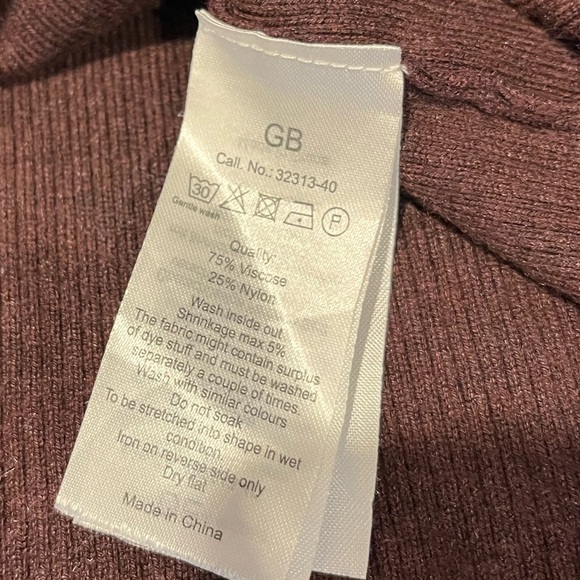 GB
Call. No.: 32313-40
30 P
Gentle wash
Quality:
75% Viscose
25% Nylon
Wash inside out
Shrinkage max 5%
The fabric might contain surplus
of dye stuff and must be washed
separately a couple of times.
Wash with similar colours
Do not soak
To be stretched into shape in wet
condition.
Iron on reverse side only
Dry flat
Made in China